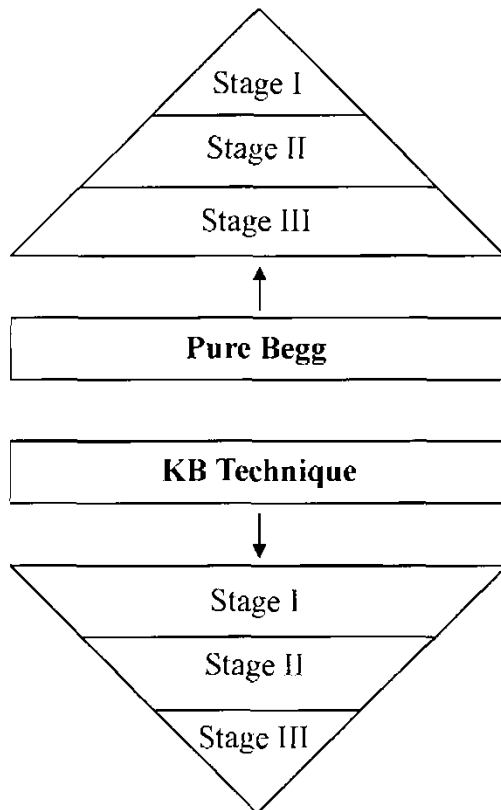 Stage I
Stage II
Stage III
Pure Begg
KB Technique
Stage I
Stage II
Stage III